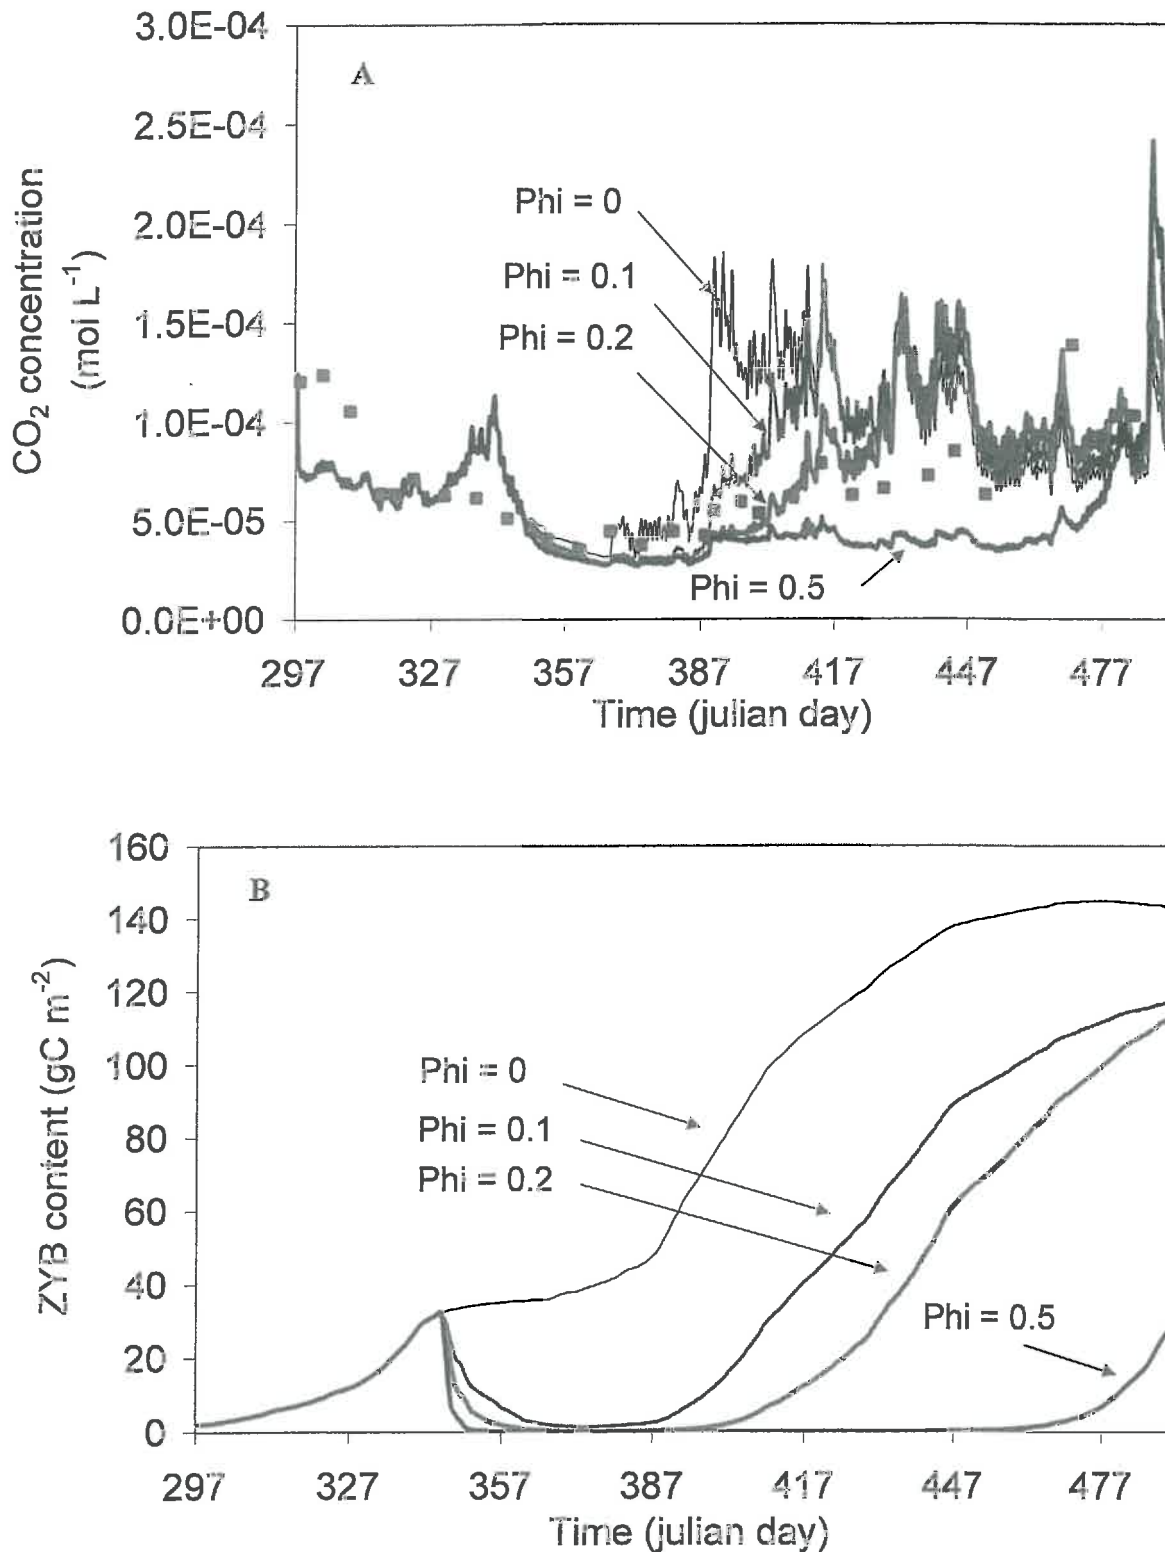 3.0E-04
A
2.5E-04
2.0E-04
1.5E-04
1.0E-04
5.0E-05
0.0E+00
CO₂ concentration
(mol L⁻¹)
Phi = 0
Phi = 0.1
Phi = 0.2
Phi = 0.5
297 327 357 387 417 447 477
Time (julian day)
160
B
140
120
100
80
60
40
20
0
ZYB content (gC m⁻²)
Phi = 0
Phi = 0.1
Phi = 0.2
Phi = 0.5
297 327 357 387 417 447 477
Time (julian day)